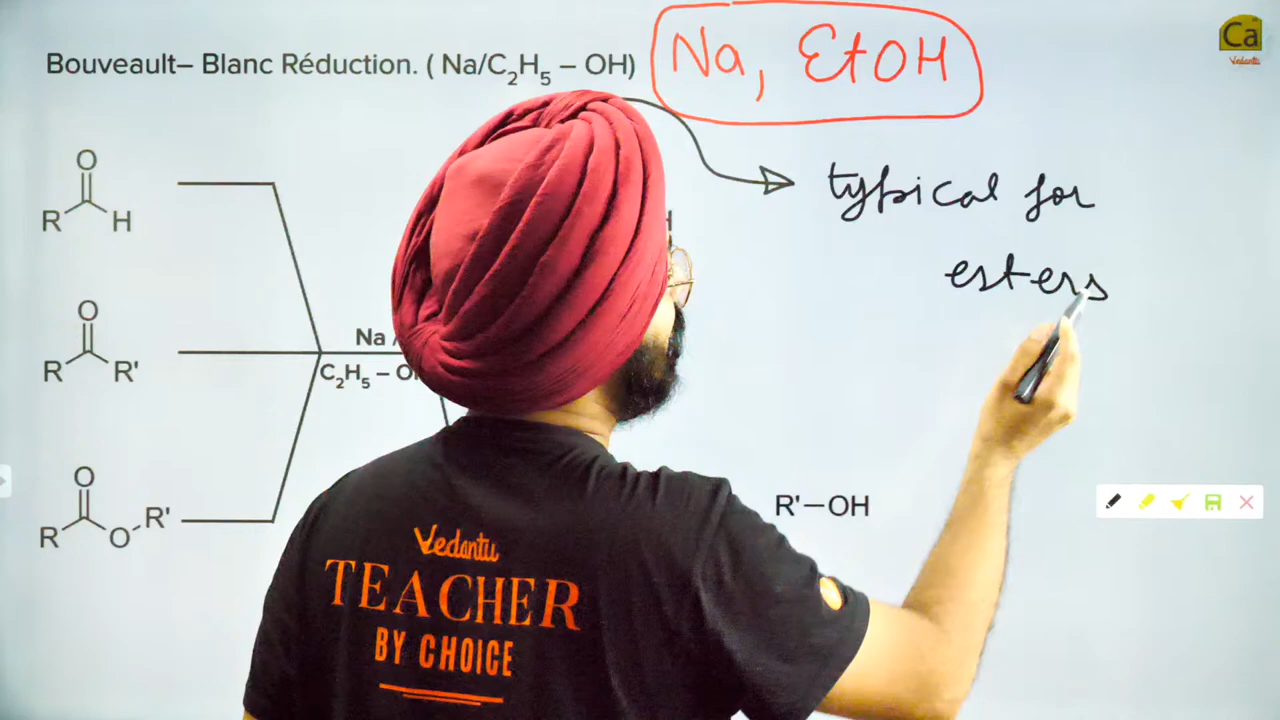 Bouveault– Blanc Réduction. ( Na/C₂H₅ – OH)
Na, EtOH
Ca
Vedantu
typical for
esters
O
R
H
O
R
R'
Na /
C₂H₅ – O
O
R
O
R'
R'–OH
Vedantu
TEACHER
BY CHOICE